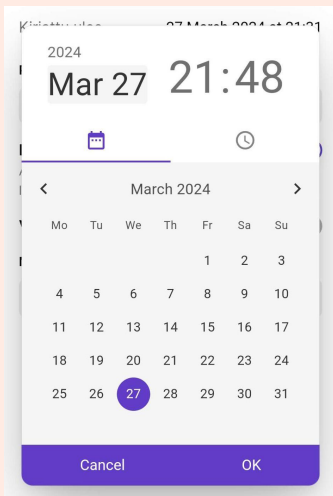 Kirjattu ulos 27 March 2024 at 21:31
2024
Mar 27 21:48
March 2024
Mo Tu We Th Fr Sa Su
1 2 3
4 5 6 7 8 9 10
11 12 13 14 15 16 17
18 19 20 21 22 23 24
25 26 27 28 29 30 31
Cancel OK